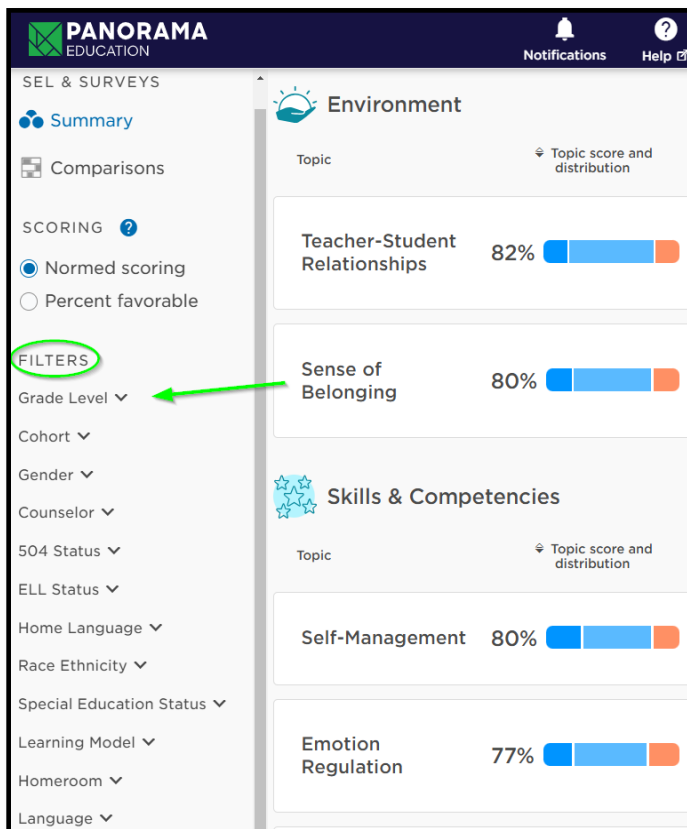 PANORAMA
EDUCATION
Notifications
Help
SEL & SURVEYS
Summary
Comparisons
SCORING
Normed scoring
Percent favorable
FILTERS
Grade Level
Cohort
Gender
Counselor
504 Status
ELL Status
Home Language
Race Ethnicity
Special Education Status
Learning Model
Homeroom
Language
Environment
Topic
Topic score and
distribution
Teacher-Student
Relationships
82%
Sense of
Belonging
80%
Skills & Competencies
Topic
Topic score and
distribution
Self-Management
80%
Emotion
Regulation
77%